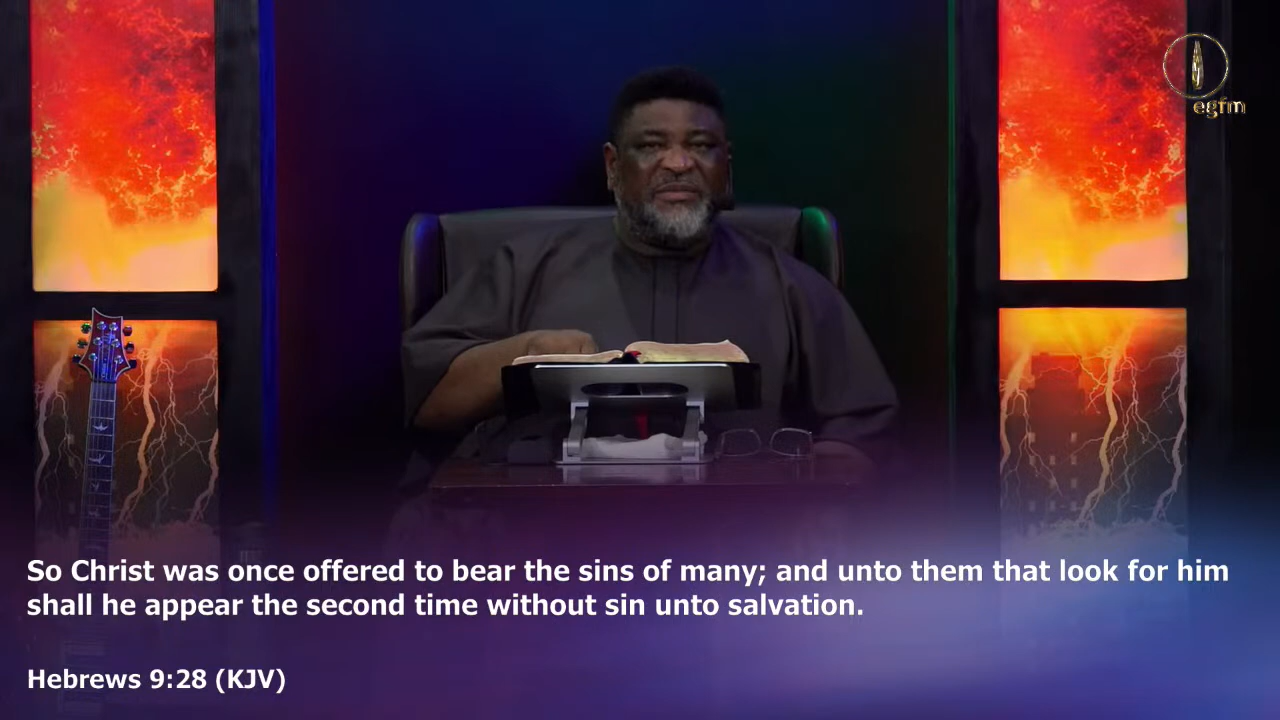 egfm
So Christ was once offered to bear the sins of many; and unto them that look for him
shall he appear the second time without sin unto salvation.
Hebrews 9:28 (KJV)